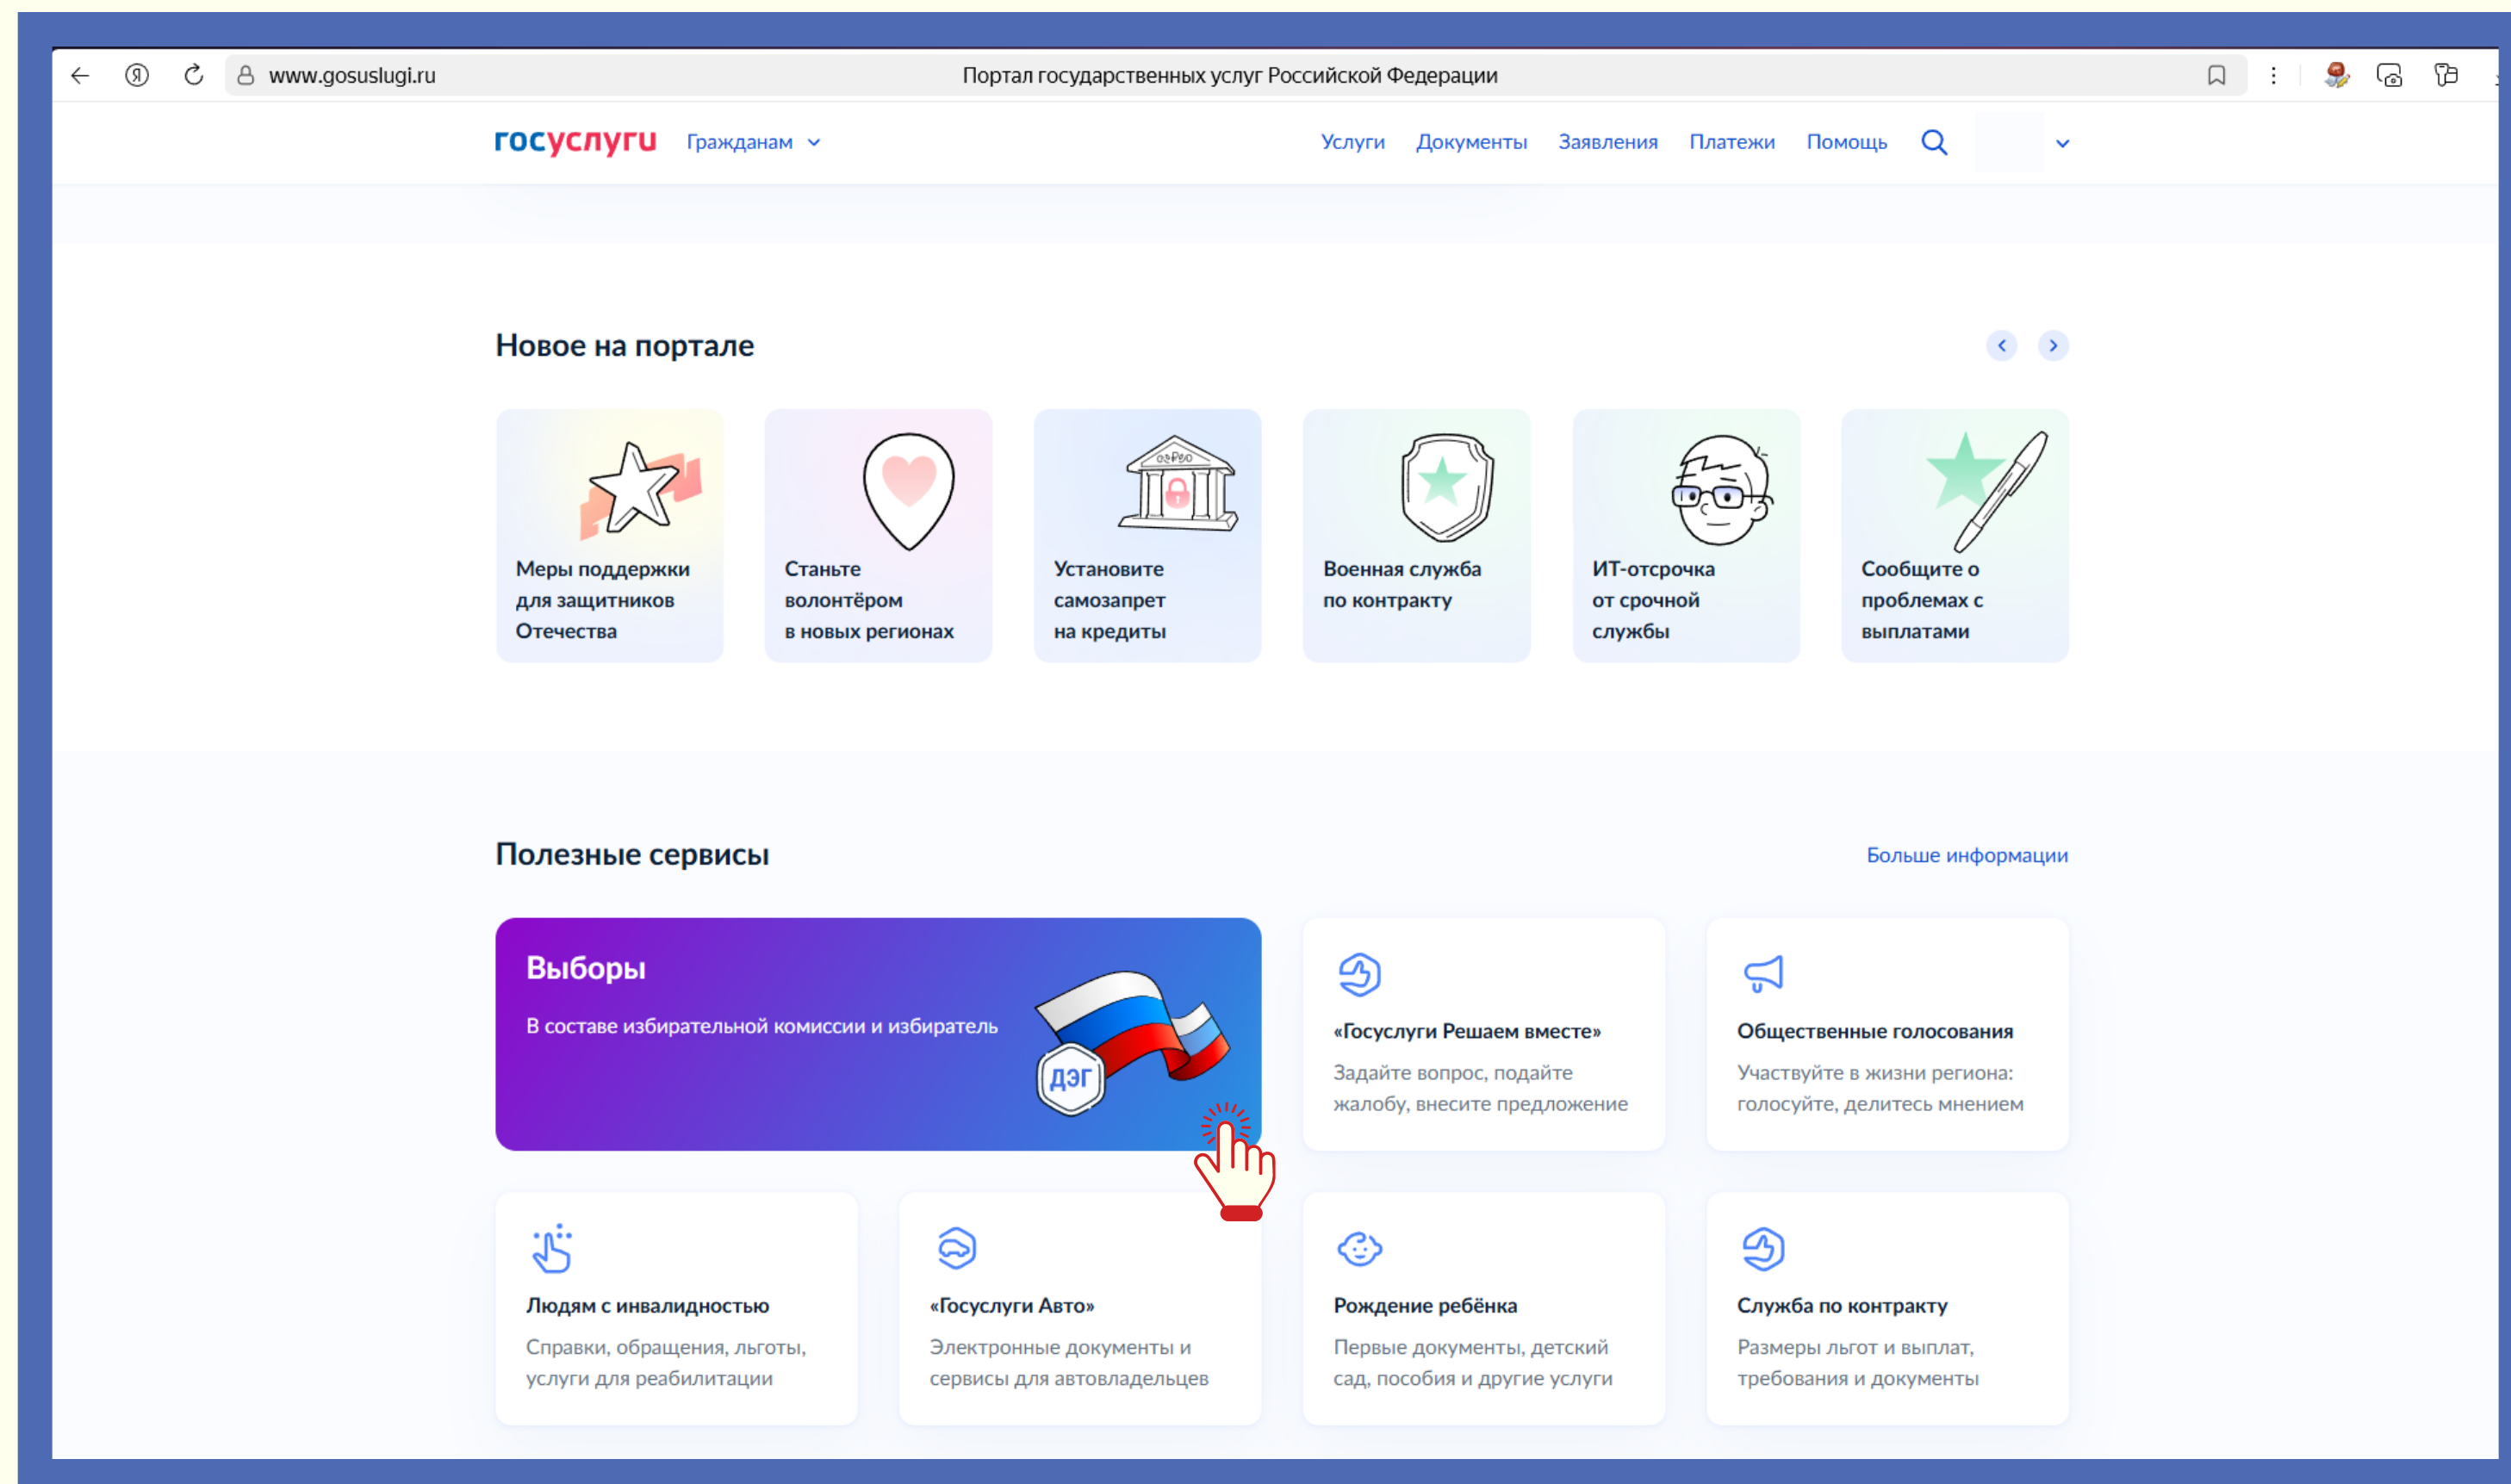 www.gosuslugi.ru
Портал государственных услуг Российской Федерации
госуслуги
Гражданам
Услуги
Документы
Заявления
Платежи
Помощь
Новое на портале
Меры поддержки
для защитников
Отечества
Станьте
волонтёром
в новых регионах
Установите
самозапрет
на кредиты
Военная служба
по контракту
ИТ-отсрочка
от срочной
службы
Сообщите о
проблемах с
выплатами
Полезные сервисы
Больше информации
Выборы
В составе избирательной комиссии и избиратель
ДЭГ
«Госуслуги Решаем вместе»
Задайте вопрос, подайте
жалобу, внесите предложение
Общественные голосования
Участвуйте в жизни региона:
голосуйте, делитесь мнением
Людям с инвалидностью
Справки, обращения, льготы,
услуги для реабилитации
«Госуслуги Авто»
Электронные документы и
сервисы для автовладельцев
Рождение ребёнка
Первые документы, детский
сад, пособия и другие услуги
Служба по контракту
Размеры льгот и выплат,
требования и документы